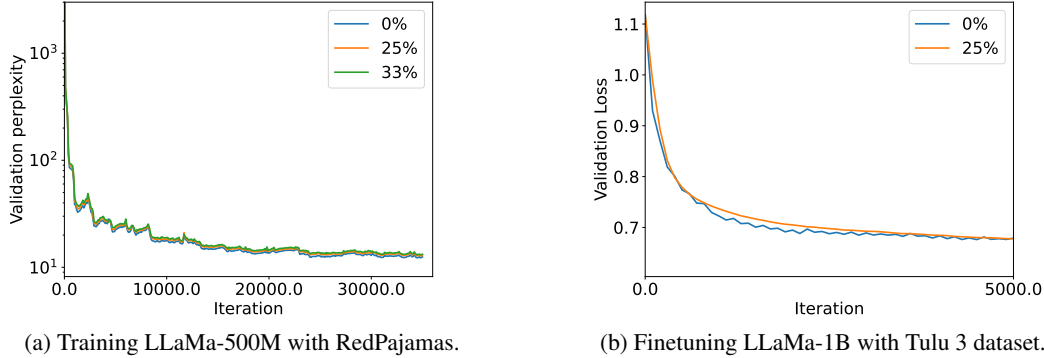 Validation perplexity
10³
10²
10¹
0%
25%
33%
0.0 10000.0 20000.0 30000.0
Iteration
(a) Training LLaMa-500M with RedPajamas.
Validation Loss
1.1
1.0
0.9
0.8
0.7
0%
25%
0.0 5000.0
Iteration
(b) Finetuning LLaMa-1B with Tulu 3 dataset.